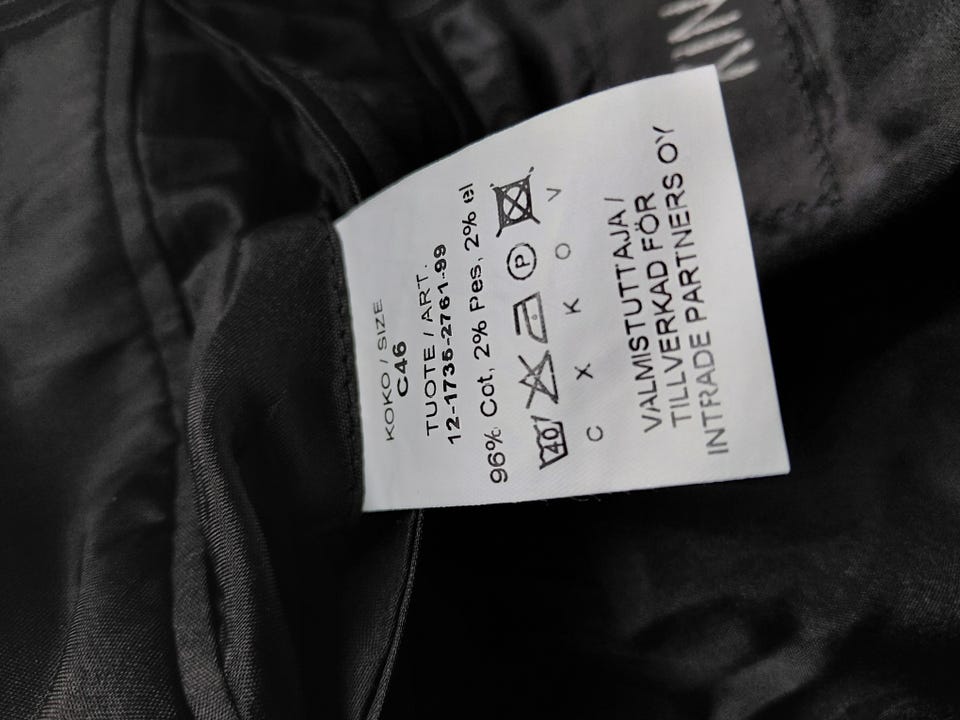 KOKO / SIZE
C46
TUOTE / ART.
12-1735-2761-99
96% Cot, 2% Pes, 2% el
40 P
C X K O V
VALMISTUTTAJA /
TILLVERKAD FÖR
INTRADE PARTNERS OY